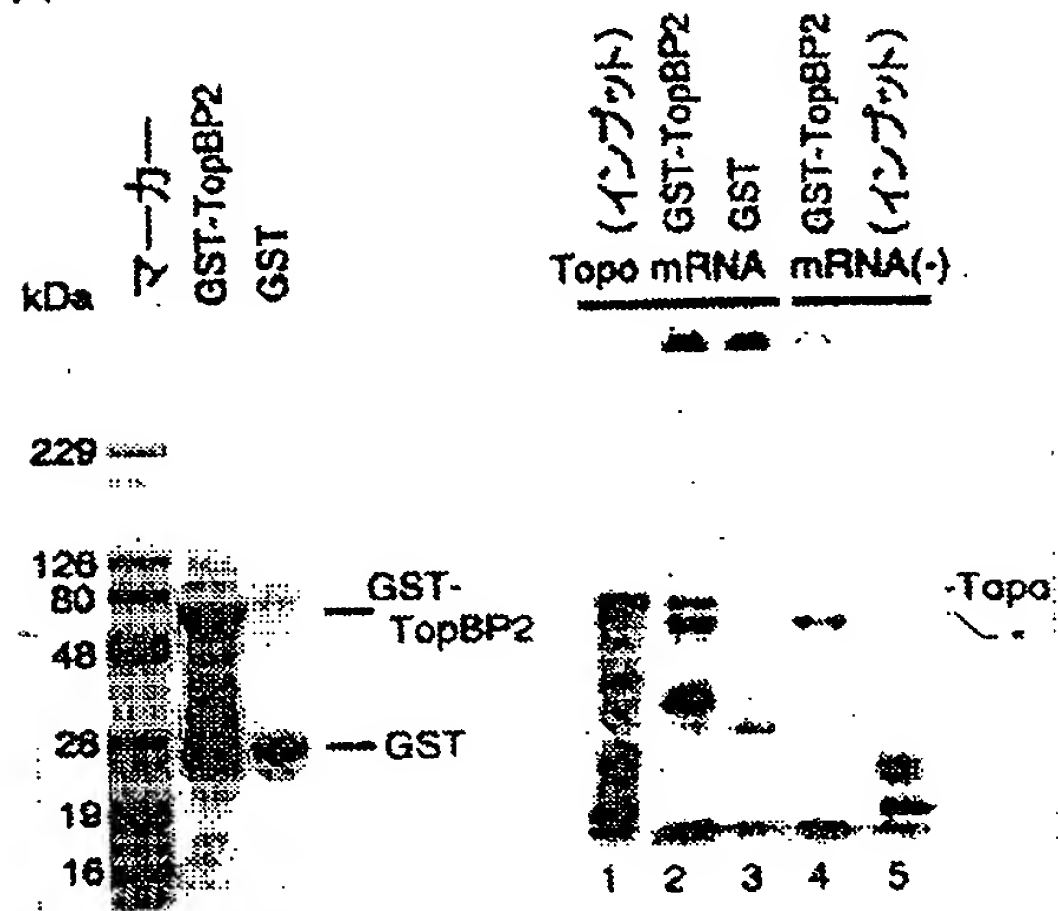 kDa
マーカー
GST-TopBP2
GST
229
126
80
48
26
19
16
GST-
TopBP2
GST
(インプット)
GST-TopBP2
GST
GST-TopBP2
(インプット)
Topo mRNA mRNA(-)
-Topo
1 2 3 4 5